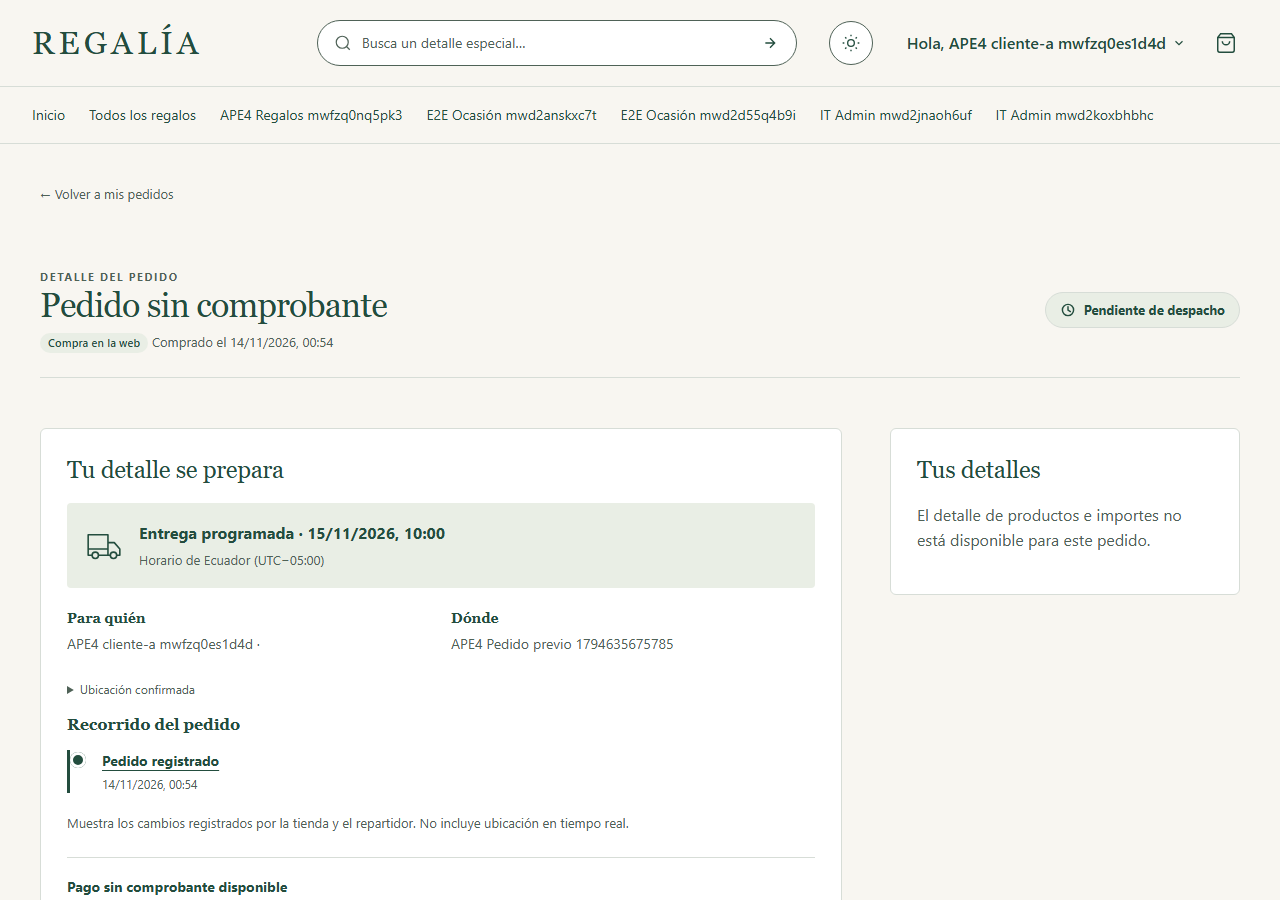 REGALÍA
Busca un detalle especial...
Hola, APE4 cliente-a mwfzq0es1d4d
Inicio
Todos los regalos
APE4 Regalos mwfzq0nq5pk3
E2E Ocasión mwd2anskxc7t
E2E Ocasión mwd2d55q4b9i
IT Admin mwd2jnaoh6uf
IT Admin mwd2koxbhbhc
← Volver a mis pedidos
DETALLE DEL PEDIDO
Pedido sin comprobante
Compra en la web Comprado el 14/11/2026, 00:54
Pendiente de despacho
Tu detalle se prepara
Entrega programada · 15/11/2026, 10:00
Horario de Ecuador (UTC−05:00)
Para quién
APE4 cliente-a mwfzq0es1d4d ·
Dónde
APE4 Pedido previo 1794635675785
Ubicación confirmada
Recorrido del pedido
Pedido registrado
14/11/2026, 00:54
Muestra los cambios registrados por la tienda y el repartidor. No incluye ubicación en tiempo real.
Pago sin comprobante disponible
Tus detalles
El detalle de productos e importes no
está disponible para este pedido.